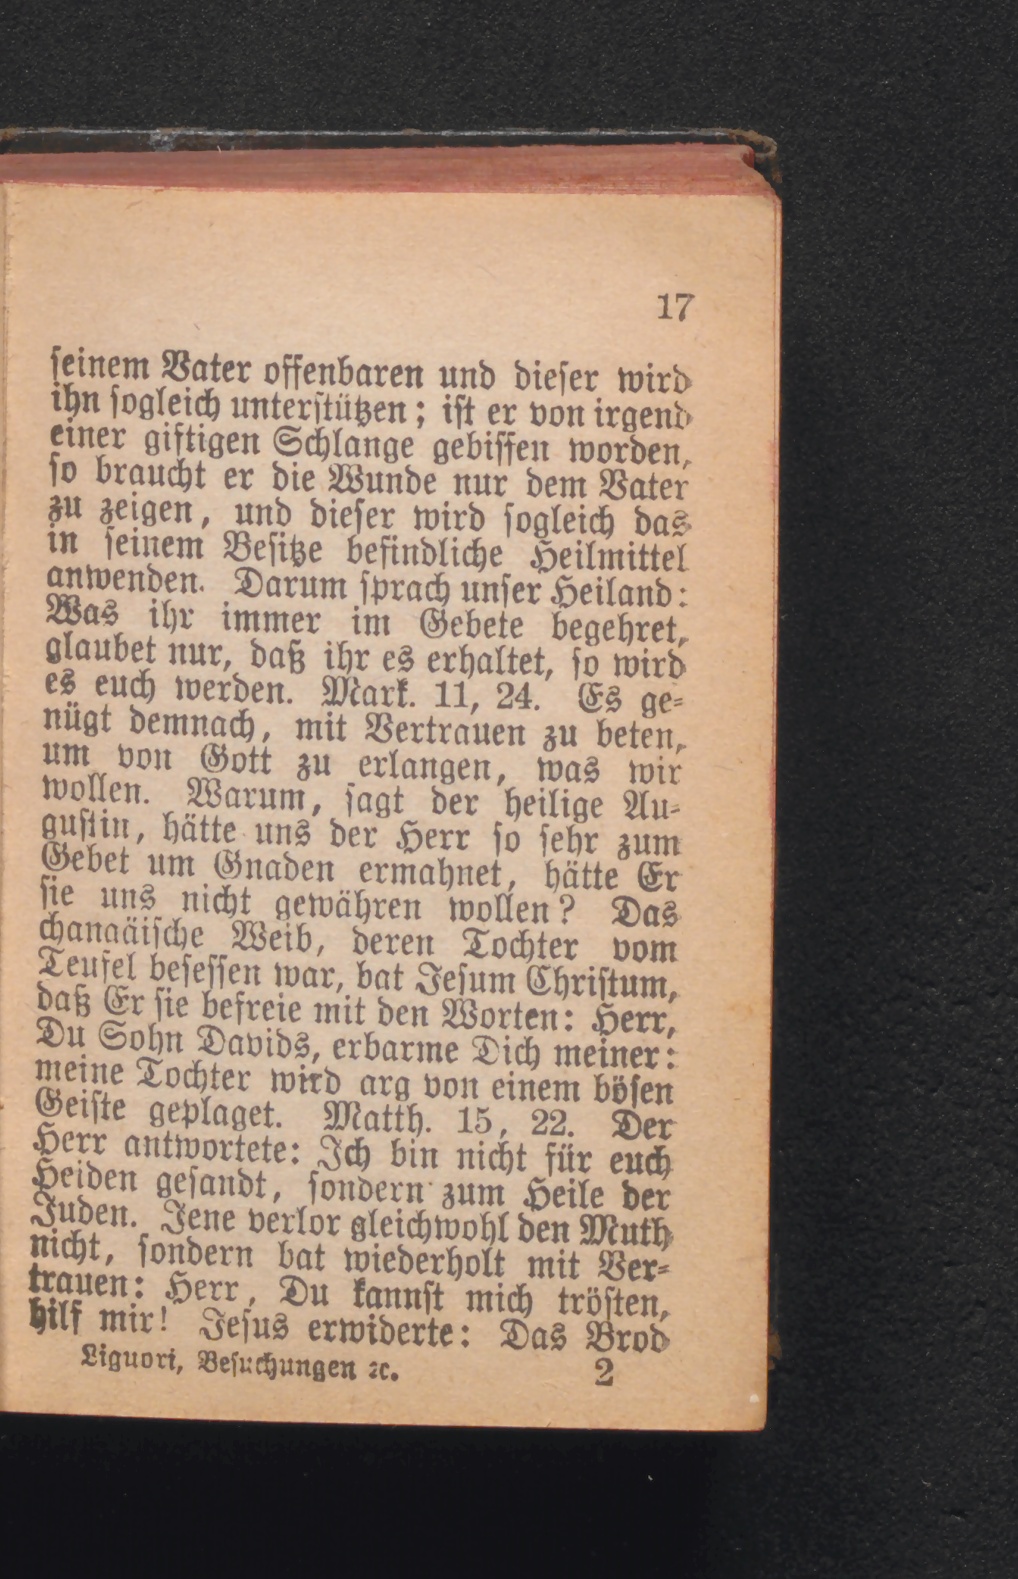 17
seinem Vater offenbaren und dieser wird
ihn sogleich unterstützen; ist er von irgend
einer giftigen Schlange gebissen worden,
so braucht er die Wunde nur dem Vater
zu zeigen, und dieser wird sogleich das
in seinem Besitze befindliche Heilmittel
anwenden. Darum sprach unser Heiland:
Was ihr immer im Gebete begehret,
glaubet nur, daß ihr es erhaltet, so wird
es euch werden. Mark. 11, 24. Es ge-
nügt demnach, mit Vertrauen zu beten,
um von Gott zu erlangen, was wir
wollen. Warum, sagt der heilige Au-
gustin, hätte uns der Herr so sehr zum
Gebet um Gnaden ermahnet, hätte Er
sie uns nicht gewähren wollen? Das
chanaäische Weib, deren Tochter vom
Teufel besessen war, bat Jesum Christum,
daß Er sie befreie mit den Worten: Herr,
Du Sohn Davids, erbarme Dich meiner:
meine Tochter wird arg von einem bösen
Geiste geplaget. Matth. 15, 22. Der
Herr antwortete: Ich bin nicht für euch
Heiden gesandt, sondern zum Heile der
Juden. Jene verlor gleichwohl den Muth
nicht, sondern bat wiederholt mit Ver-
trauen: Herr, Du kannst mich trösten,
hilf mir! Jesus erwiderte: Das Brod
Liguori, Besuchungen ꝛc. 2